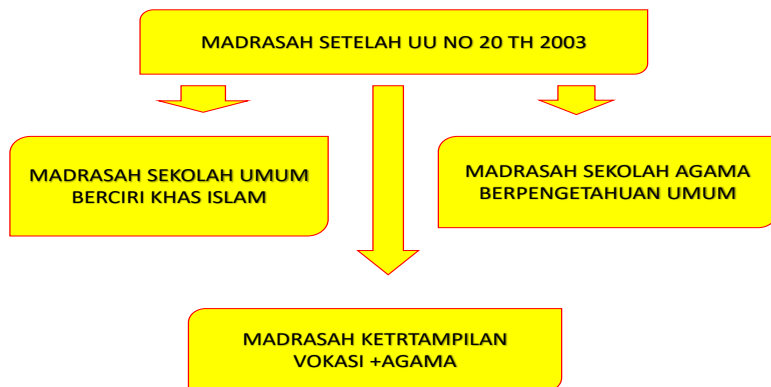 MADRASAH SETELAH UU NO 20 TH 2003
MADRASAH SEKOLAH UMUM
BERCIRI KHAS ISLAM
MADRASAH SEKOLAH AGAMA
BERPENGETAHUAN UMUM
MADRASAH KETRTAMPILAN
VOKASI +AGAMA